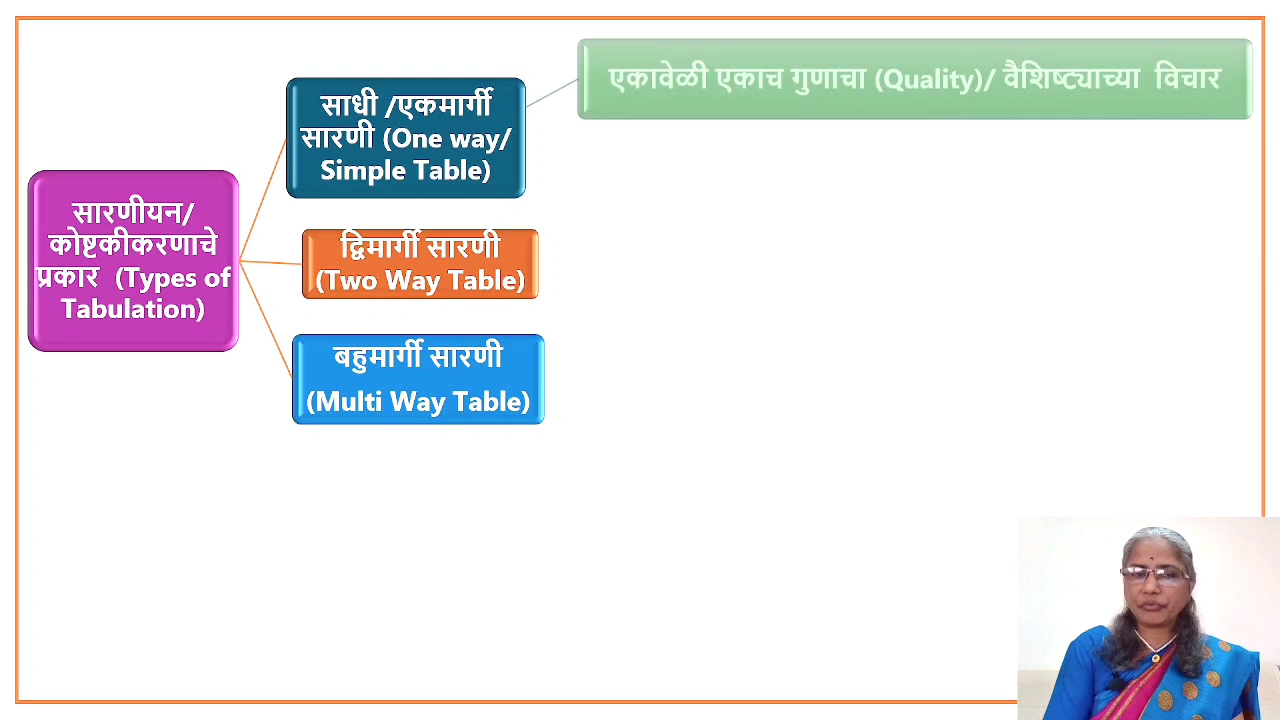 सारणीयन/
कोष्टकीकरणाचे
प्रकार (Types of
Tabulation)
साधी /एकमार्गी
सारणी (One way/
Simple Table)
एकावेळी एकाच गुणाचा (Quality)/ वैशिष्ट्याच्या विचार
द्विमार्गी सारणी
(Two Way Table)
बहुमार्गी सारणी
(Multi Way Table)